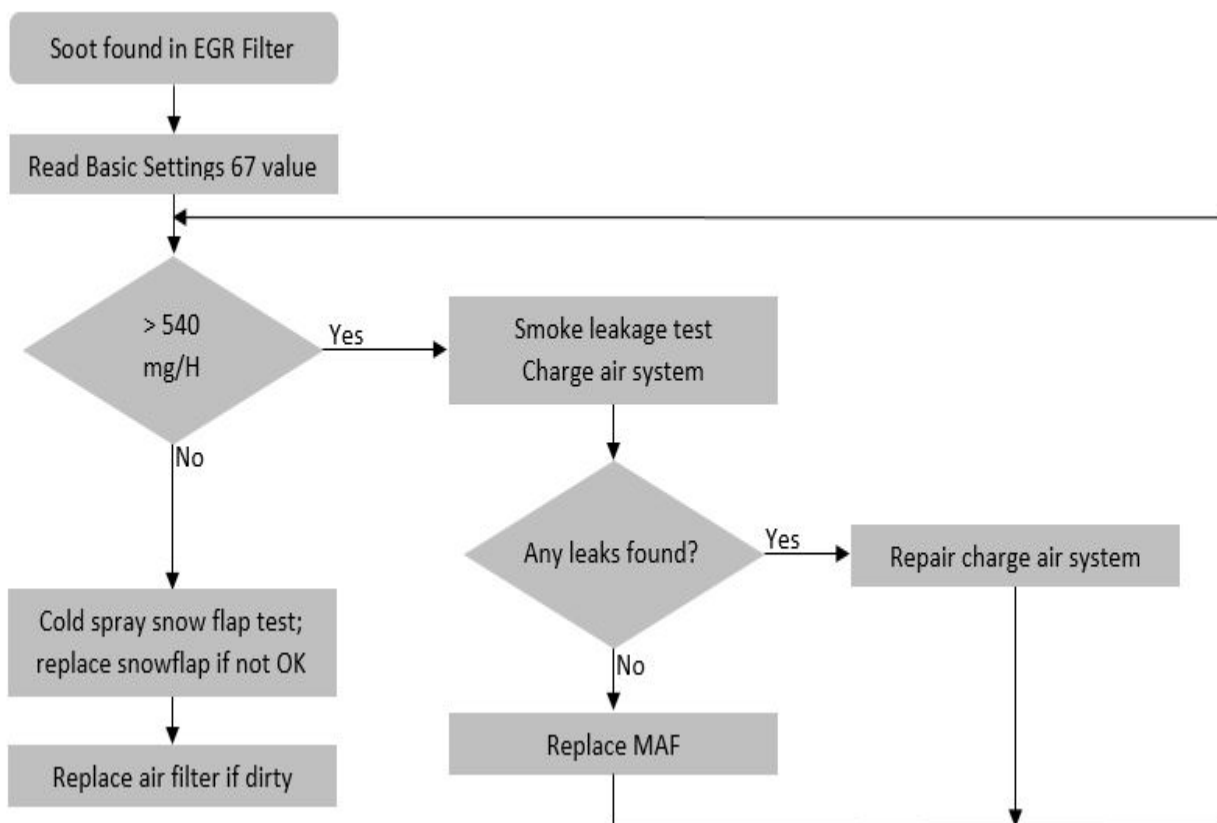 Soot found in EGR Filter
Read Basic Settings 67 value
> 540
mg/H
Yes
Smoke leakage test
Charge air system
No
Any leaks found?
Yes
Repair charge air system
Cold spray snow flap test;
replace snowflap if not OK
No
Replace MAF
Replace air filter if dirty